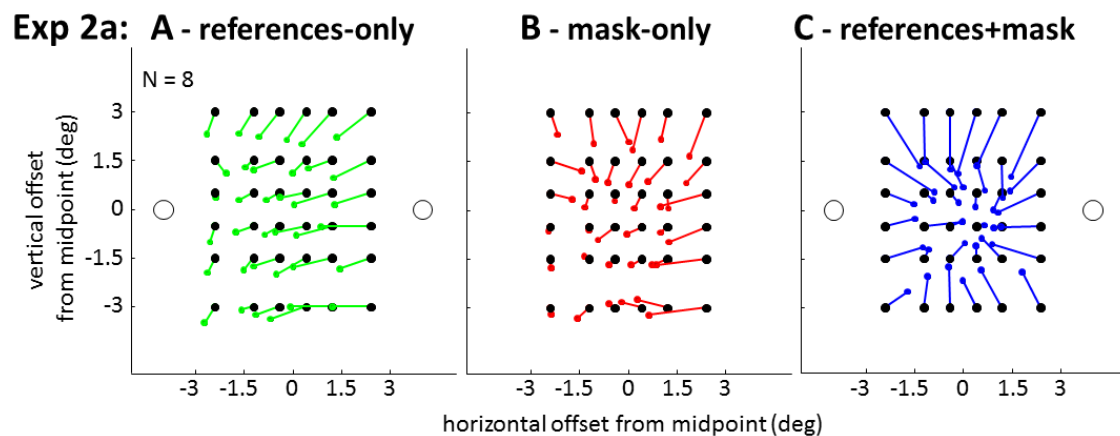 Exp 2a: A - references-only B - mask-only C - references+mask
N = 8
3
1.5
0
-1.5
-3
vertical offset
from midpoint (deg)
-3 -1.5 0 1.5 3 -3 -1.5 0 1.5 3 -3 -1.5 0 1.5 3
horizontal offset from midpoint (deg)